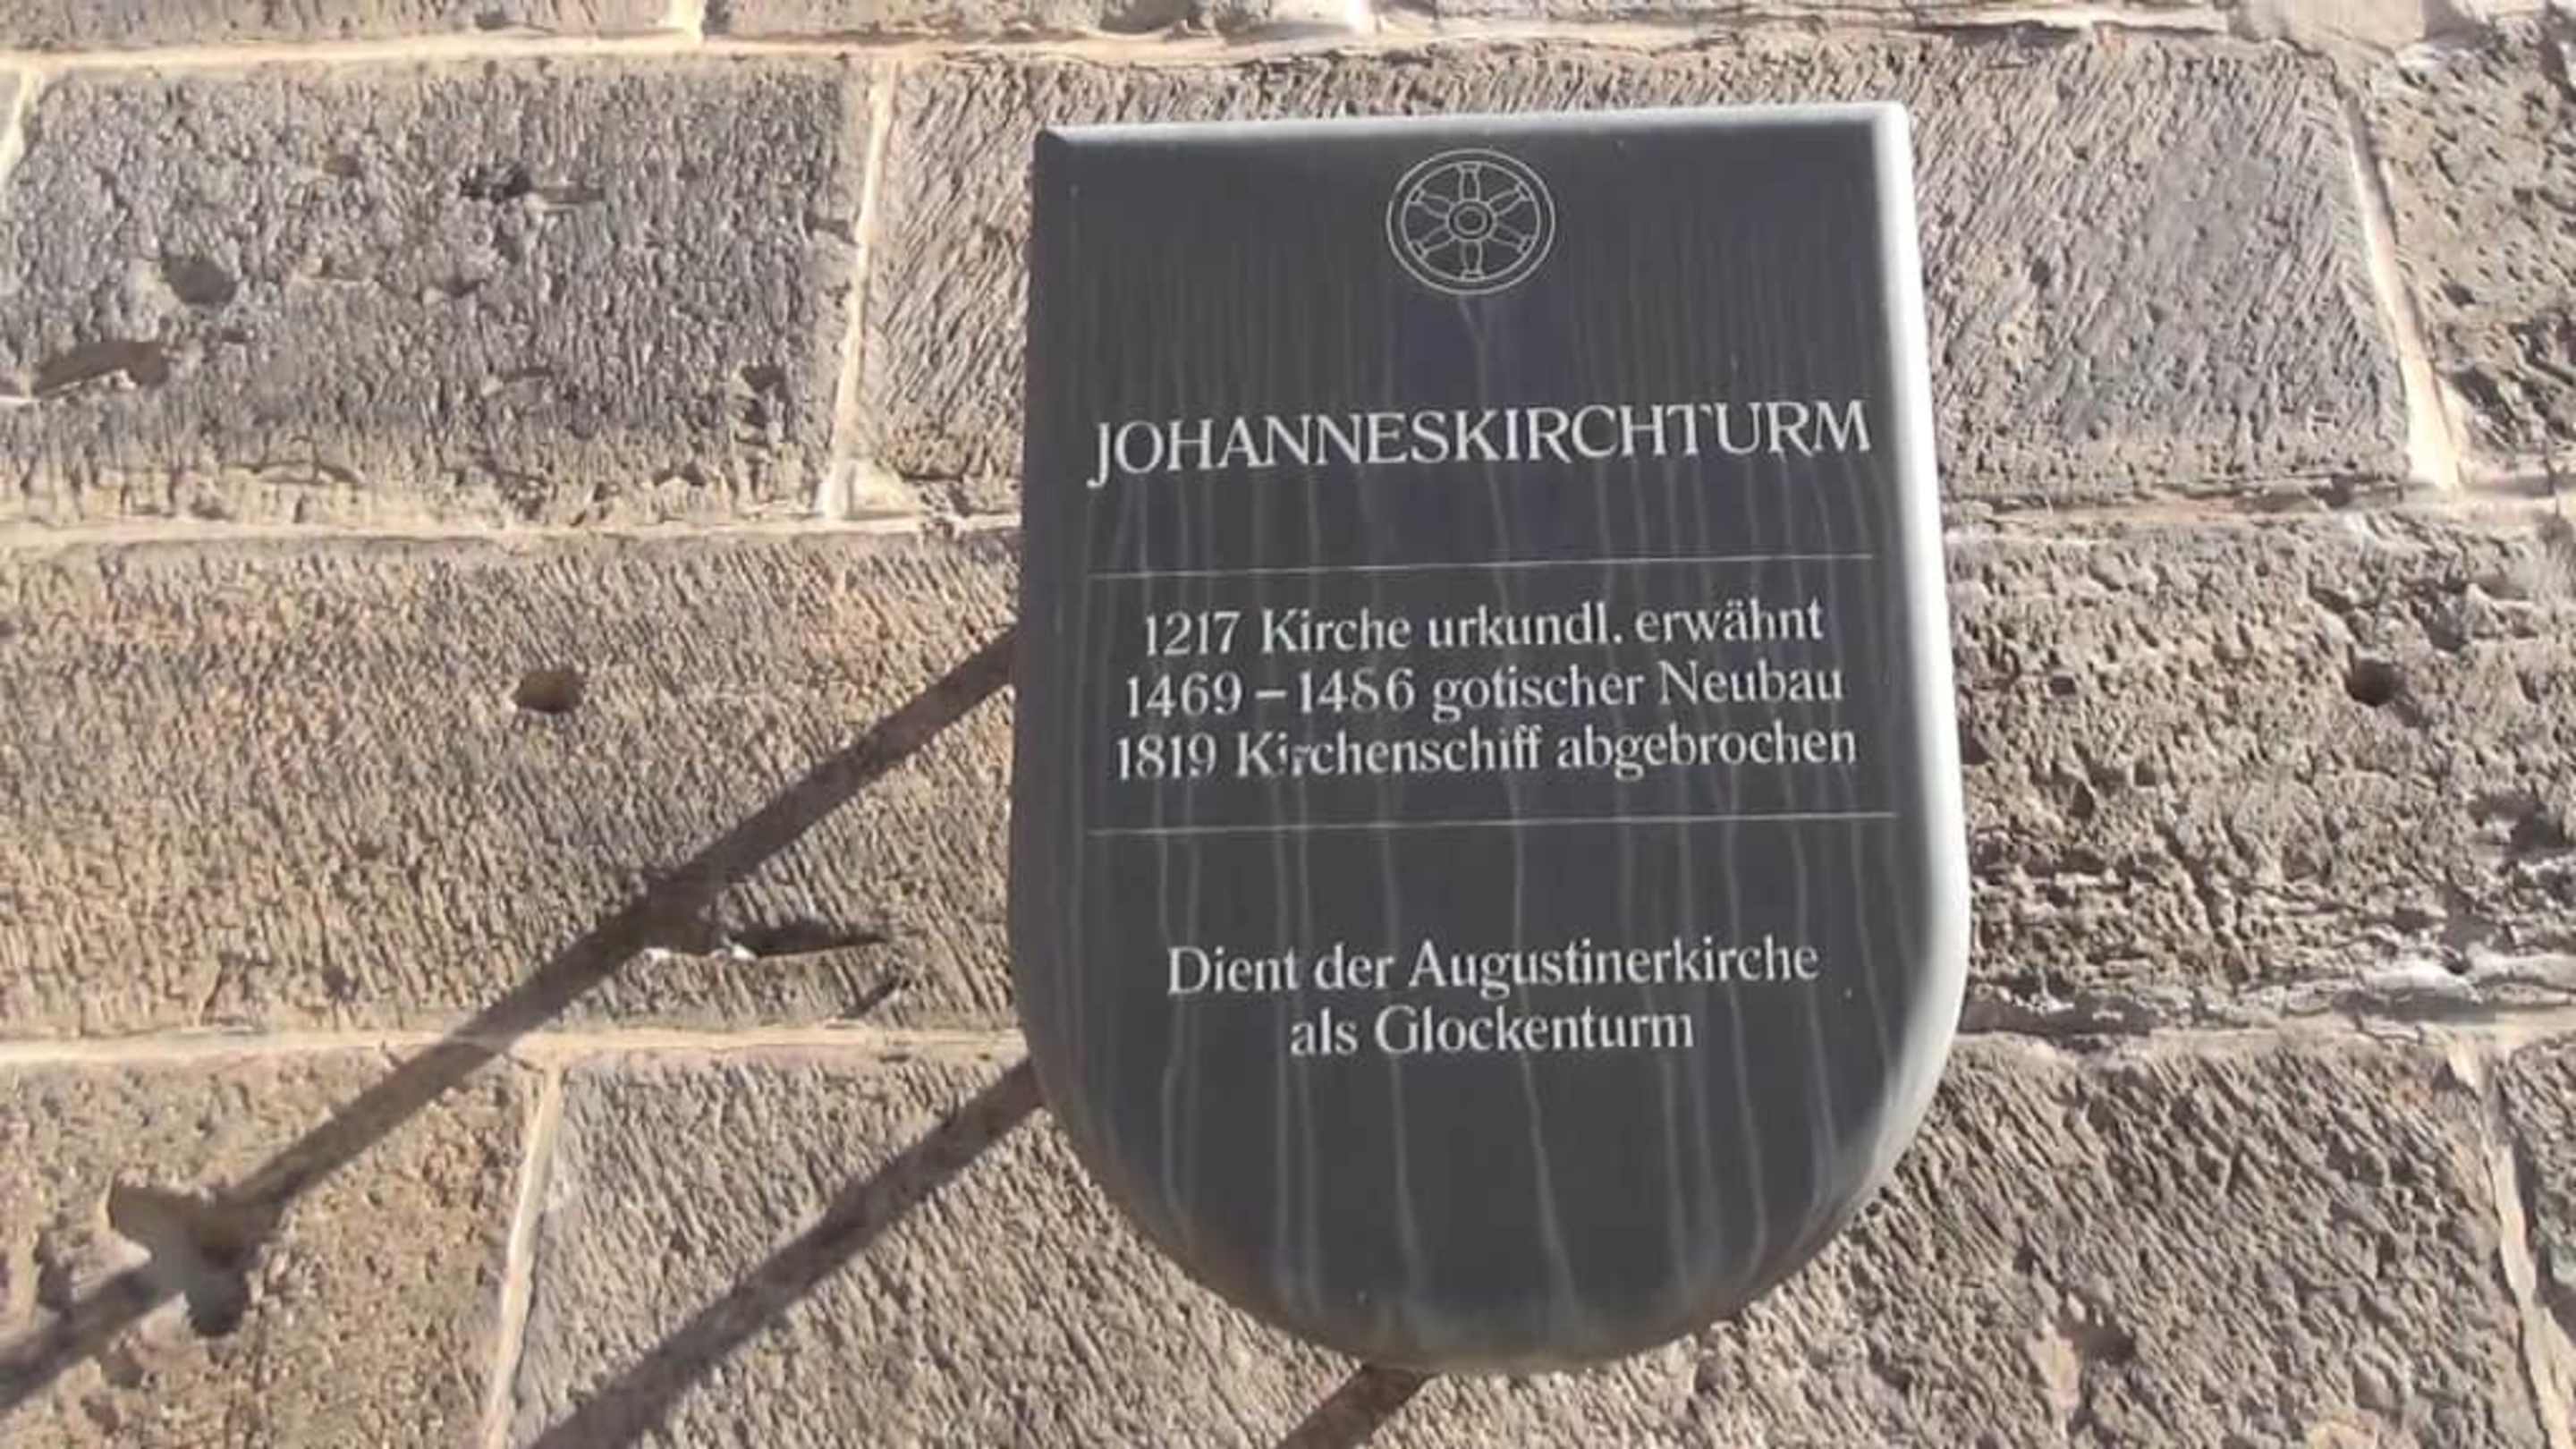 JOHANNESKIRCHTURM
1217 Kirche urkundl. erwähnt
1469 – 1486 gotischer Neubau
1819 Kirchenschiff abgebrochen
Dient der Augustinerkirche
als Glockenturm